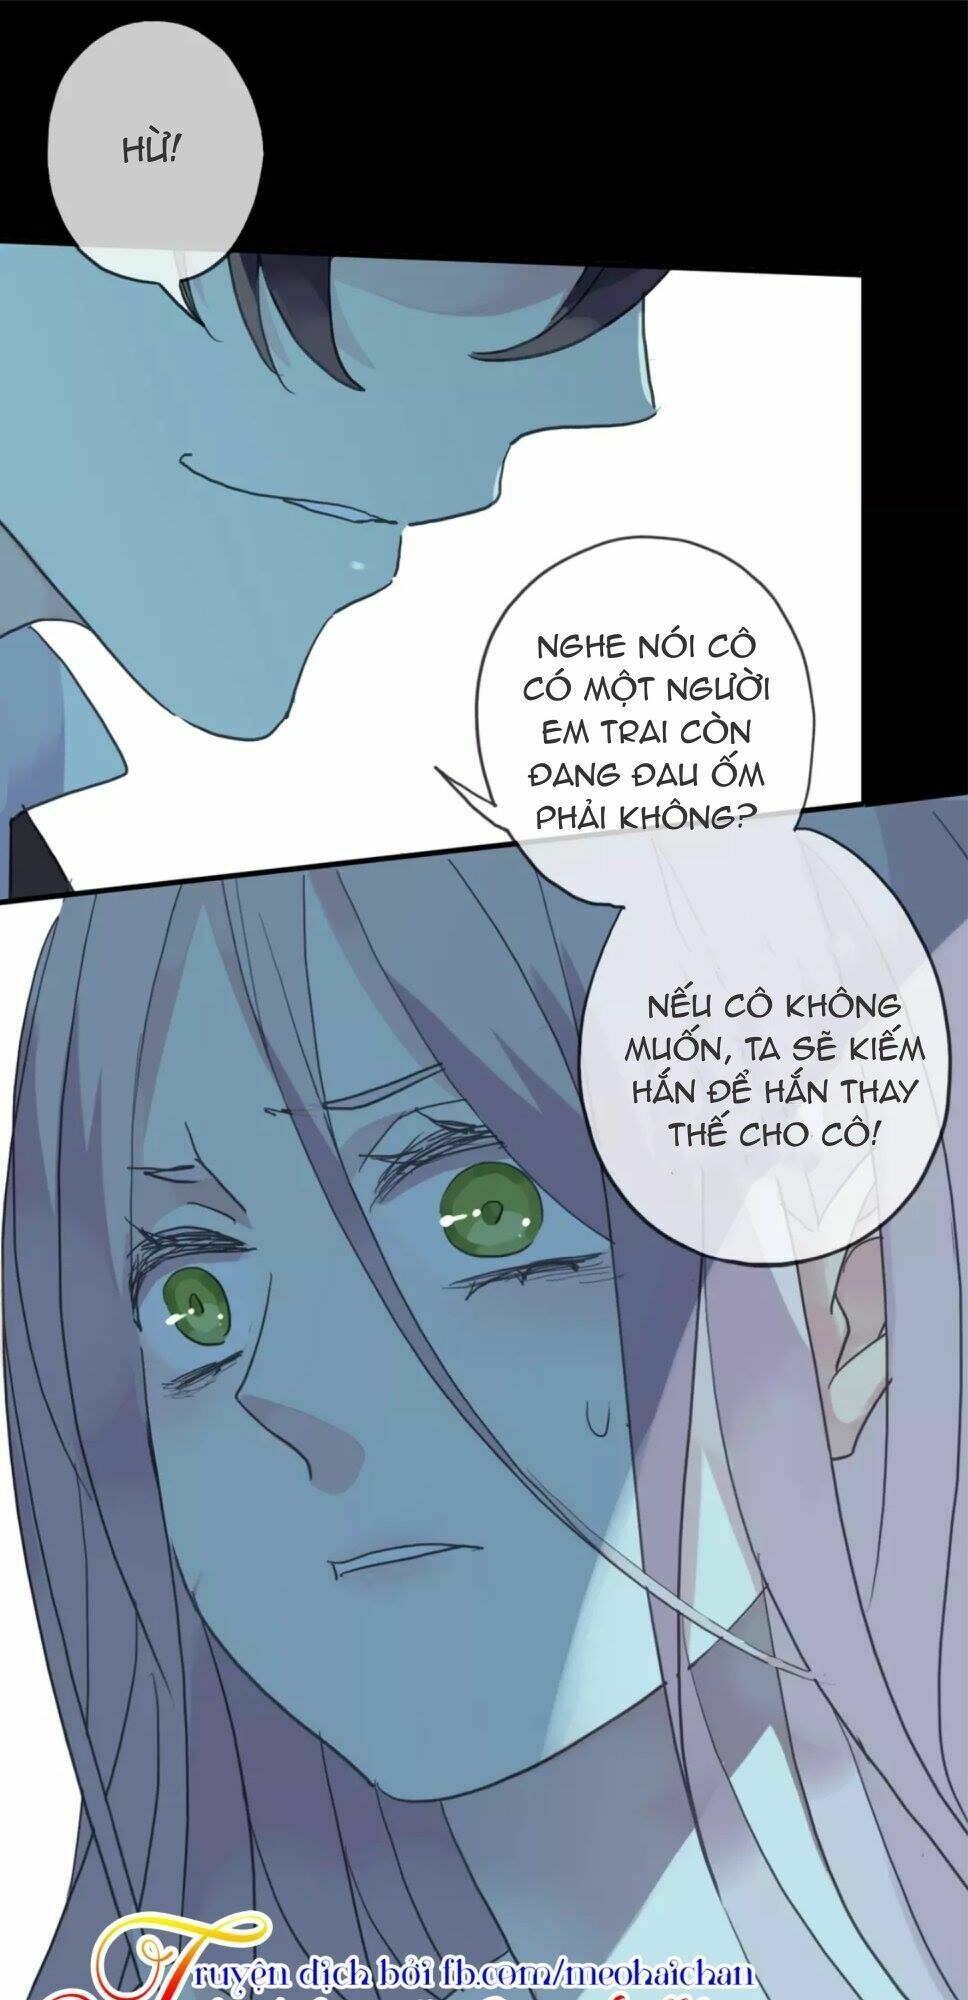 HỪ!
NGHE NÓI CÔ
CÓ MỘT NGƯỜI
EM TRAI CÒN
ĐANG ĐAU ỐM
PHẢI KHÔNG?
NẾU CÔ KHÔNG
MUỐN, TA SẼ KIẾM
HẮN ĐỂ HẮN THAY
THẾ CHO CÔ!
Truyện dịch bởi fb.com/meohaichan